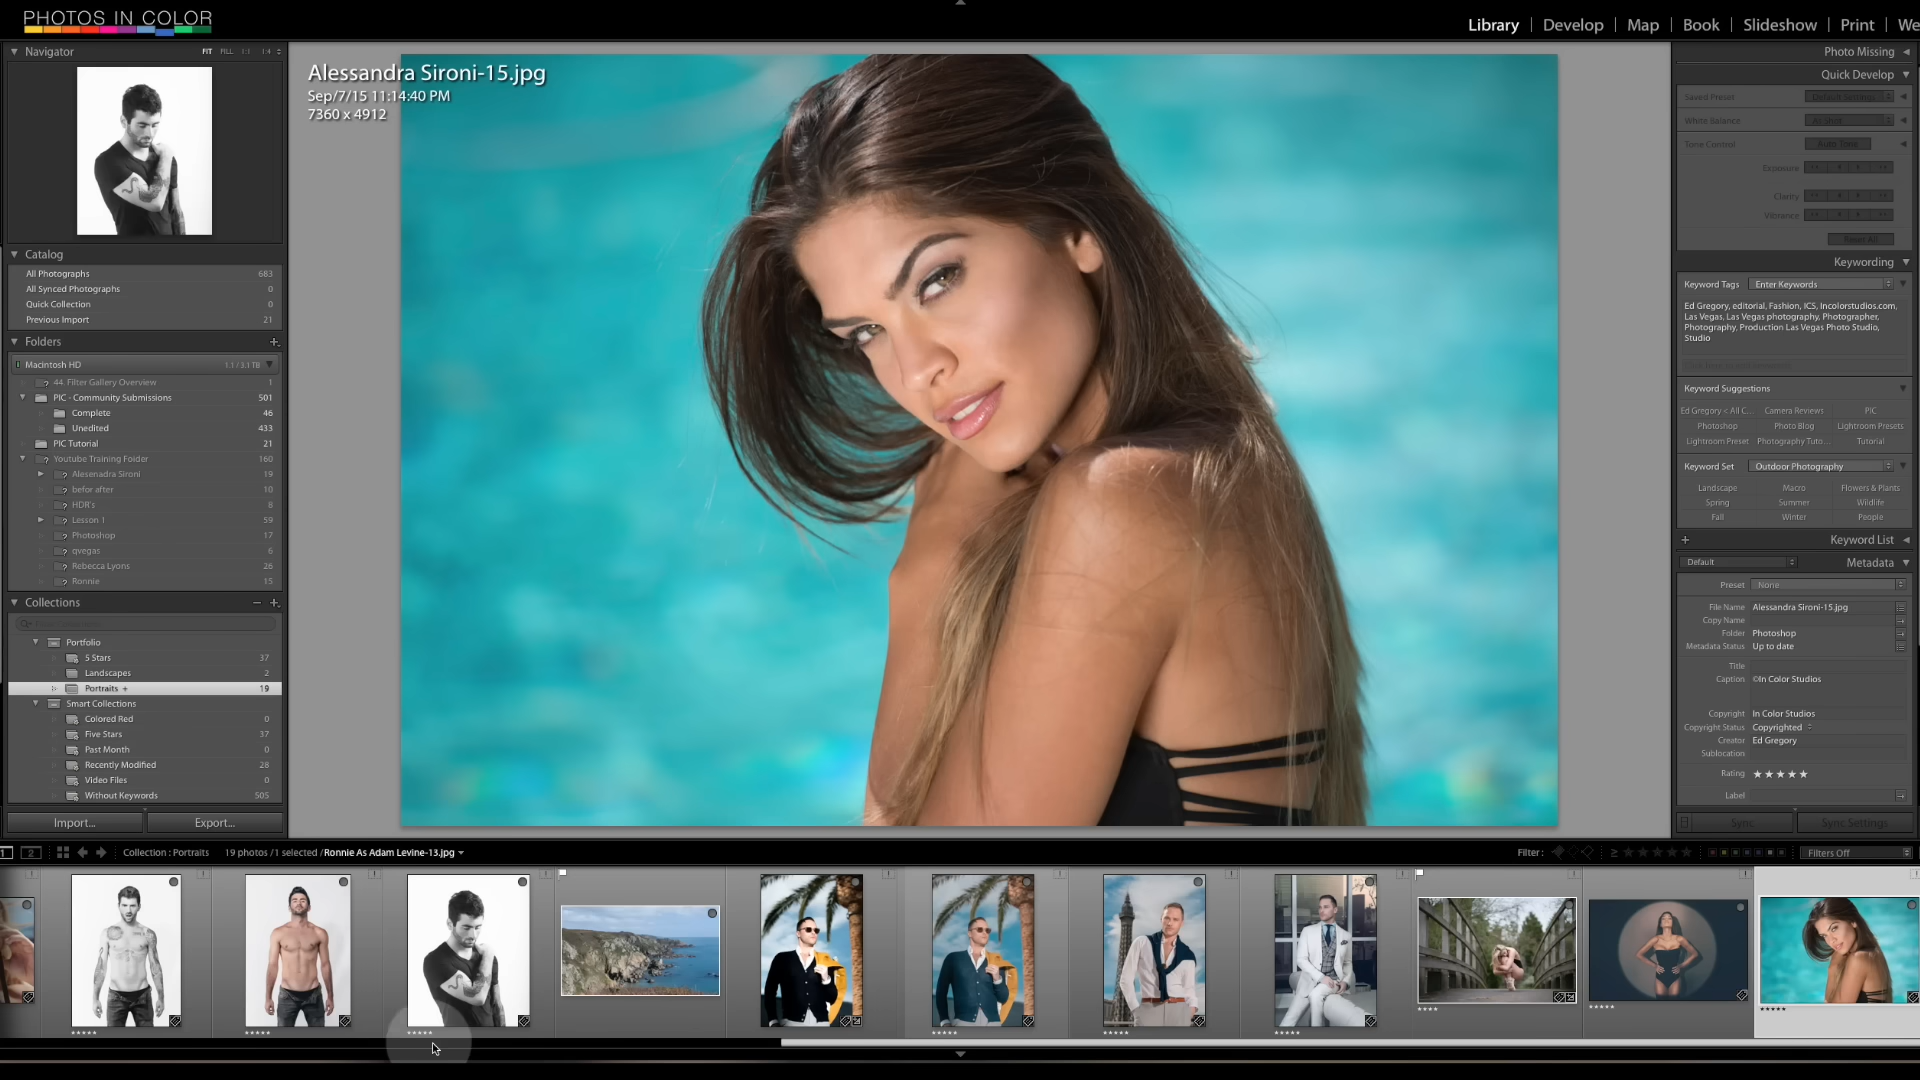 PHOTOS IN COLOR
Library | Develop | Map | Book | Slideshow | Print | We
Navigator FIT FILL 1:1 1:4
Alessandra Sironi-15.jpg
Sep/7/15 11:14:40 PM
7360 x 4912
Catalog
All Photographs 683
All Synced Photographs 0
Quick Collection 0
Previous Import 21
Folders
Macintosh HD 1.1 / 3.1 TB
44. Filter Gallery Overview 1
PIC - Community Submissions 501
Complete 46
Unedited 433
PIC Tutorial 21
Youtube Training Folder 160
Alesenadra Sironi 19
befor after 10
HDR's 8
Lesson 1 59
Photoshop 17
qvegas 6
Rebecca Lyons 26
Ronnie 15
Collections
Portfolio
5 Stars 37
Landscapes 2
Portraits + 19
Smart Collections
Colored Red 0
Five Stars 37
Past Month 0
Recently Modified 28
Video Files 0
Without Keywords 505
Import... Export...
Photo Missing
Quick Develop
Saved Preset Default Settings
White Balance As Shot
Tone Control Auto Tone
Exposure
Clarity
Vibrance
Reset All
Keywording
Keyword Tags Enter Keywords
Ed Gregory, editorial, Fashion, ICS, Incolorstudios.com,
Las Vegas, Las Vegas photography, Photographer,
Photography, Production Las Vegas Photo Studio,
Studio
Keyword Suggestions
Ed Gregory < All C... Camera Reviews PIC
Photoshop Photo Blog Lightroom Presets
Lightroom Preset Photography Tuto... Tutorial
Keyword Set Outdoor Photography
Landscape Macro Flowers & Plants
Spring Summer Wildlife
Fall Winter People
Keyword List
Default Metadata
Preset None
File Name Alessandra Sironi-15.jpg
Copy Name
Folder Photoshop
Metadata Status Up to date
Title
Caption ©In Color Studios
Copyright In Color Studios
Copyright Status Copyrighted
Creator Ed Gregory
Sublocation
Rating ★★★★★
Label
Sync Sync Settings
1 2 Collection : Portraits 19 photos / 1 selected / Ronnie As Adam Levine-13.jpg Filter : Filters Off